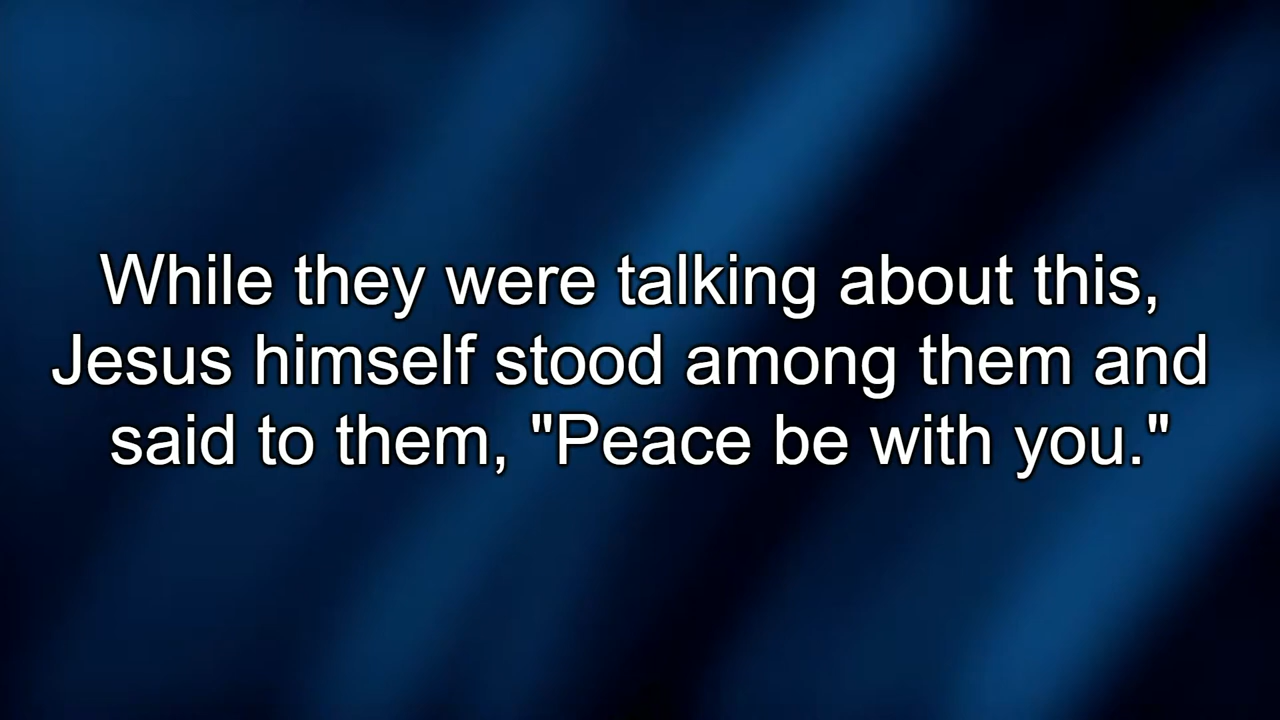 While they were talking about this,
Jesus himself stood among them and
said to them, "Peace be with you."